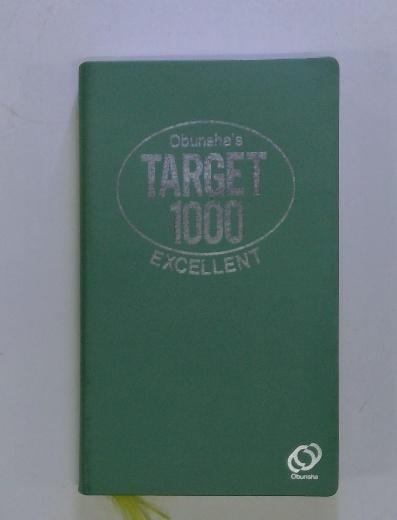 Obunsha's
TARGET
1000
EXCELLENT
Obunsha